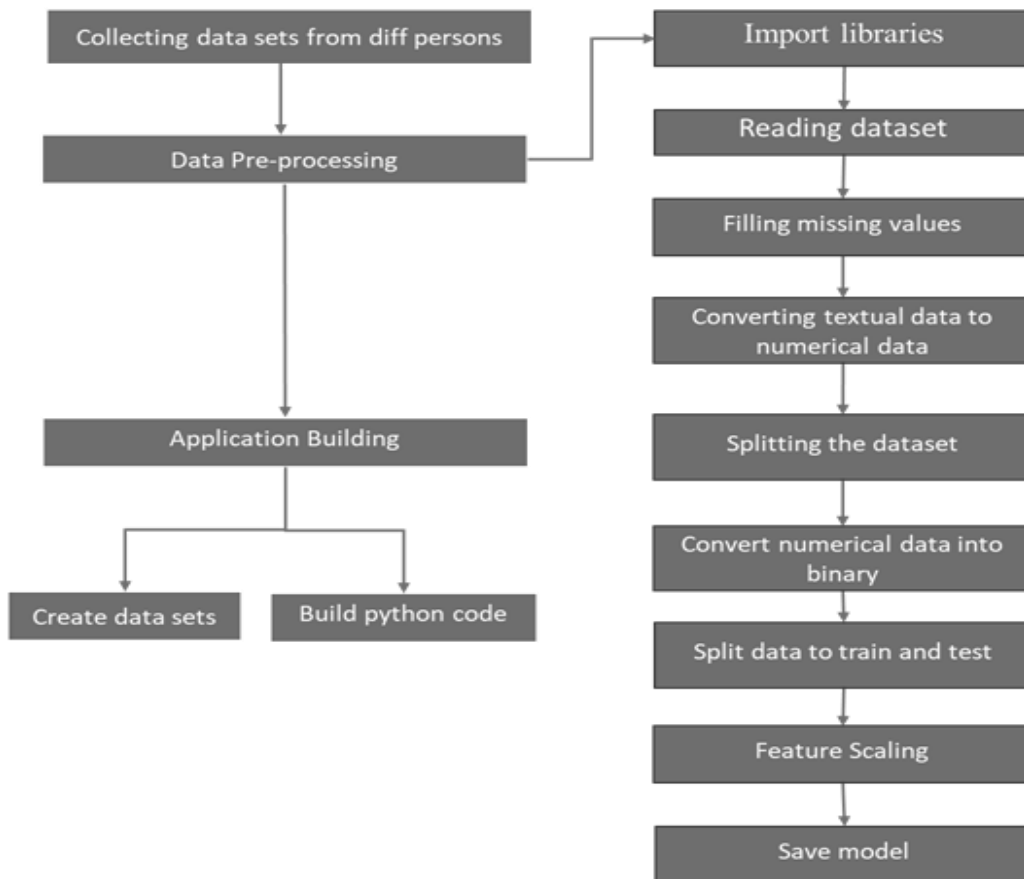 Collecting data sets from diff persons
Data Pre-processing
Application Building
Create data sets
Build python code
Import libraries
Reading dataset
Filling missing values
Converting textual data to
numerical data
Splitting the dataset
Convert numerical data into
binary
Split data to train and test
Feature Scaling
Save model